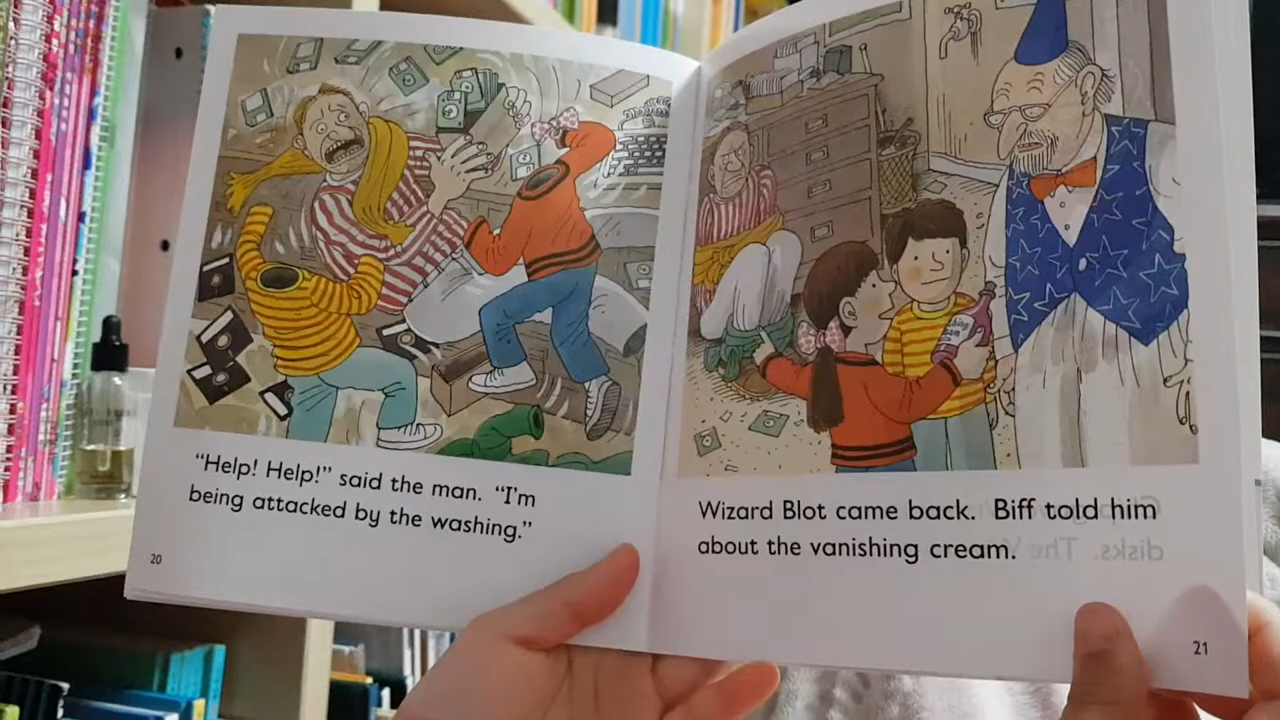 "Help! Help!" said the man. "I'm
being attacked by the washing."
20
Wizard Blot came back. Biff told him
about the vanishing cream.
21